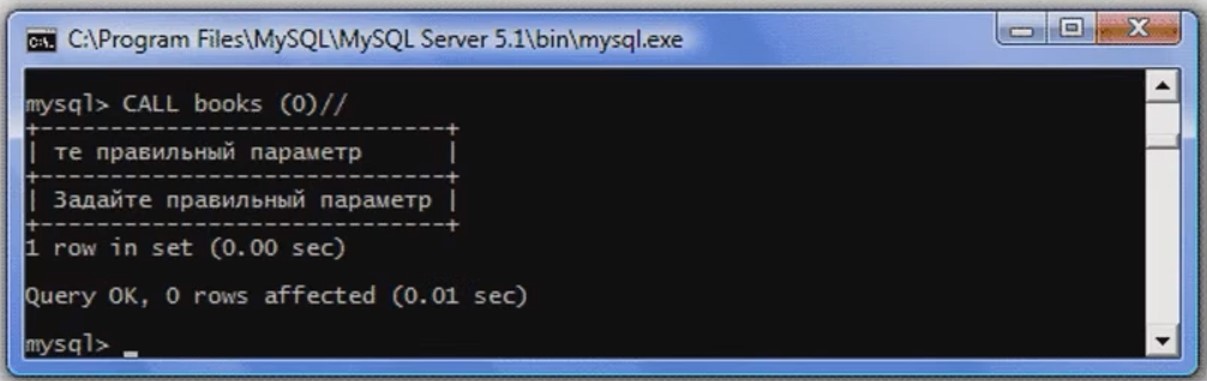 C:\Program Files\MySQL\MySQL Server 5.1\bin\mysql.exe
mysql> CALL books (0)//
+-----------------------------+
| те правильный параметр      |
+-----------------------------+
| Задайте правильный параметр |
+-----------------------------+
1 row in set (0.00 sec)
Query OK, 0 rows affected (0.01 sec)
mysql> _